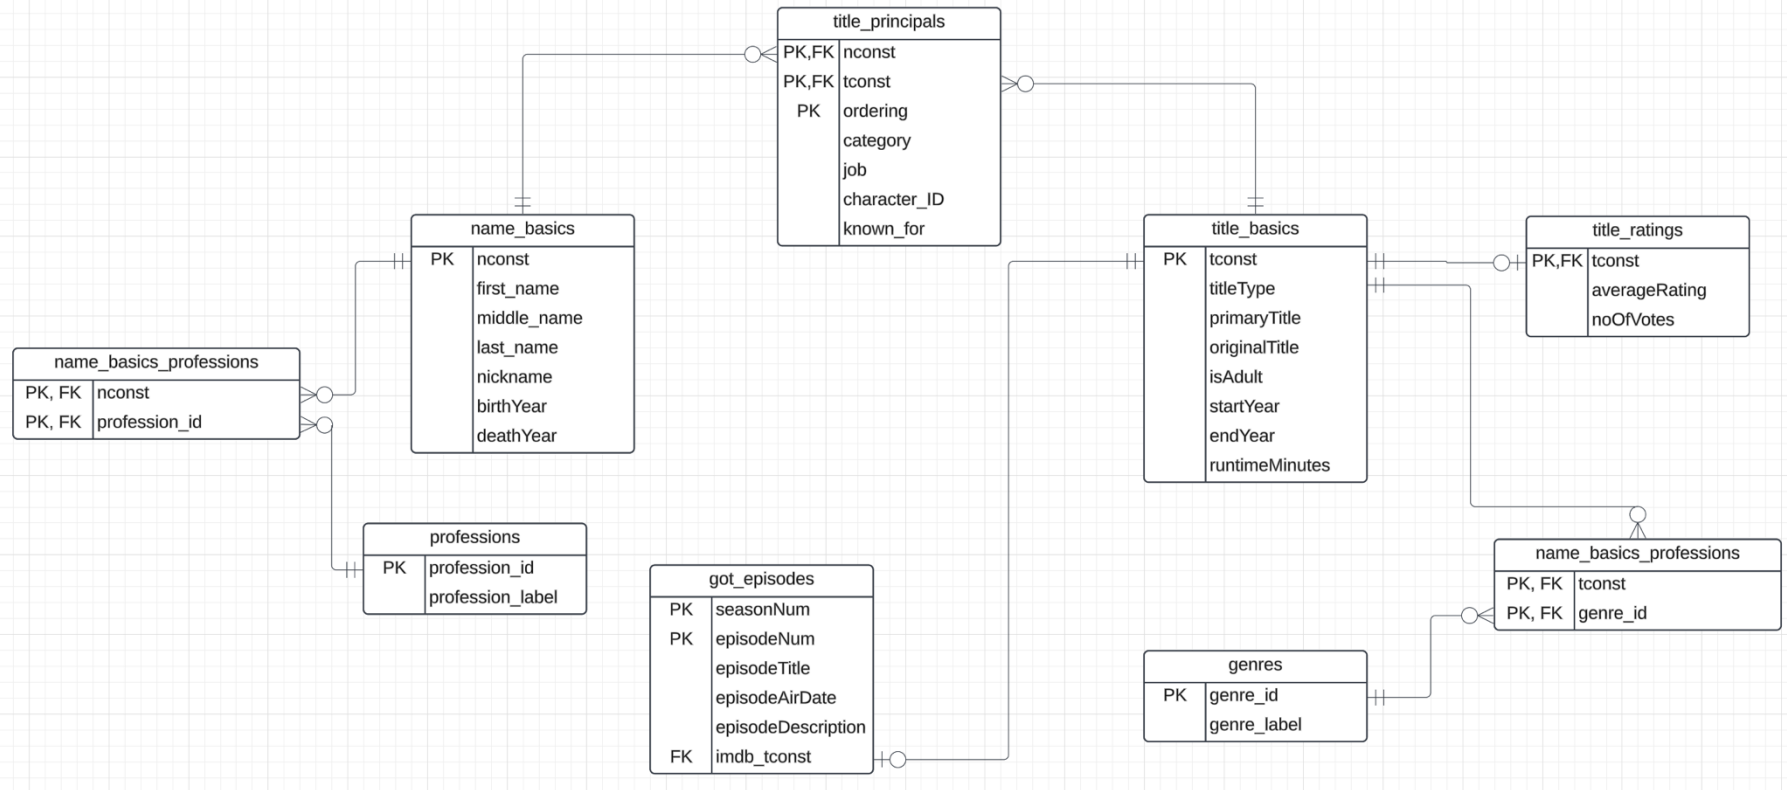 title_principals
PK,FK nconst
PK,FK tconst
PK ordering
category
job
character_ID
known_for
name_basics
PK nconst
first_name
middle_name
last_name
nickname
birthYear
deathYear
title_basics
PK tconst
titleType
primaryTitle
originalTitle
isAdult
startYear
endYear
runtimeMinutes
title_ratings
PK,FK tconst
averageRating
noOfVotes
name_basics_professions
PK, FK nconst
PK, FK profession_id
professions
PK profession_id
profession_label
got_episodes
PK seasonNum
PK episodeNum
episodeTitle
episodeAirDate
episodeDescription
FK imdb_tconst
name_basics_professions
PK, FK tconst
PK, FK genre_id
genres
PK genre_id
genre_label